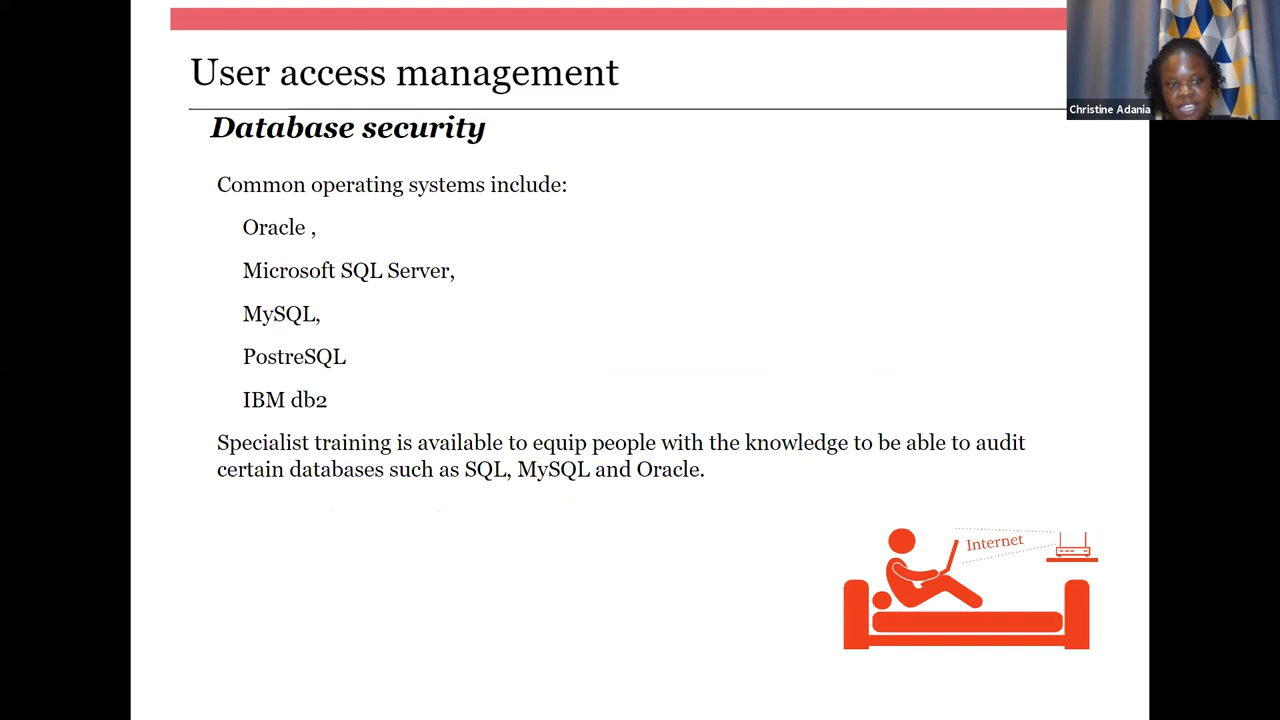 User access management
Christine Adania
Database security
Common operating systems include:
Oracle ,
Microsoft SQL Server,
MySQL,
PostreSQL
IBM db2
Specialist training is available to equip people with the knowledge to be able to audit
certain databases such as SQL, MySQL and Oracle.
Internet